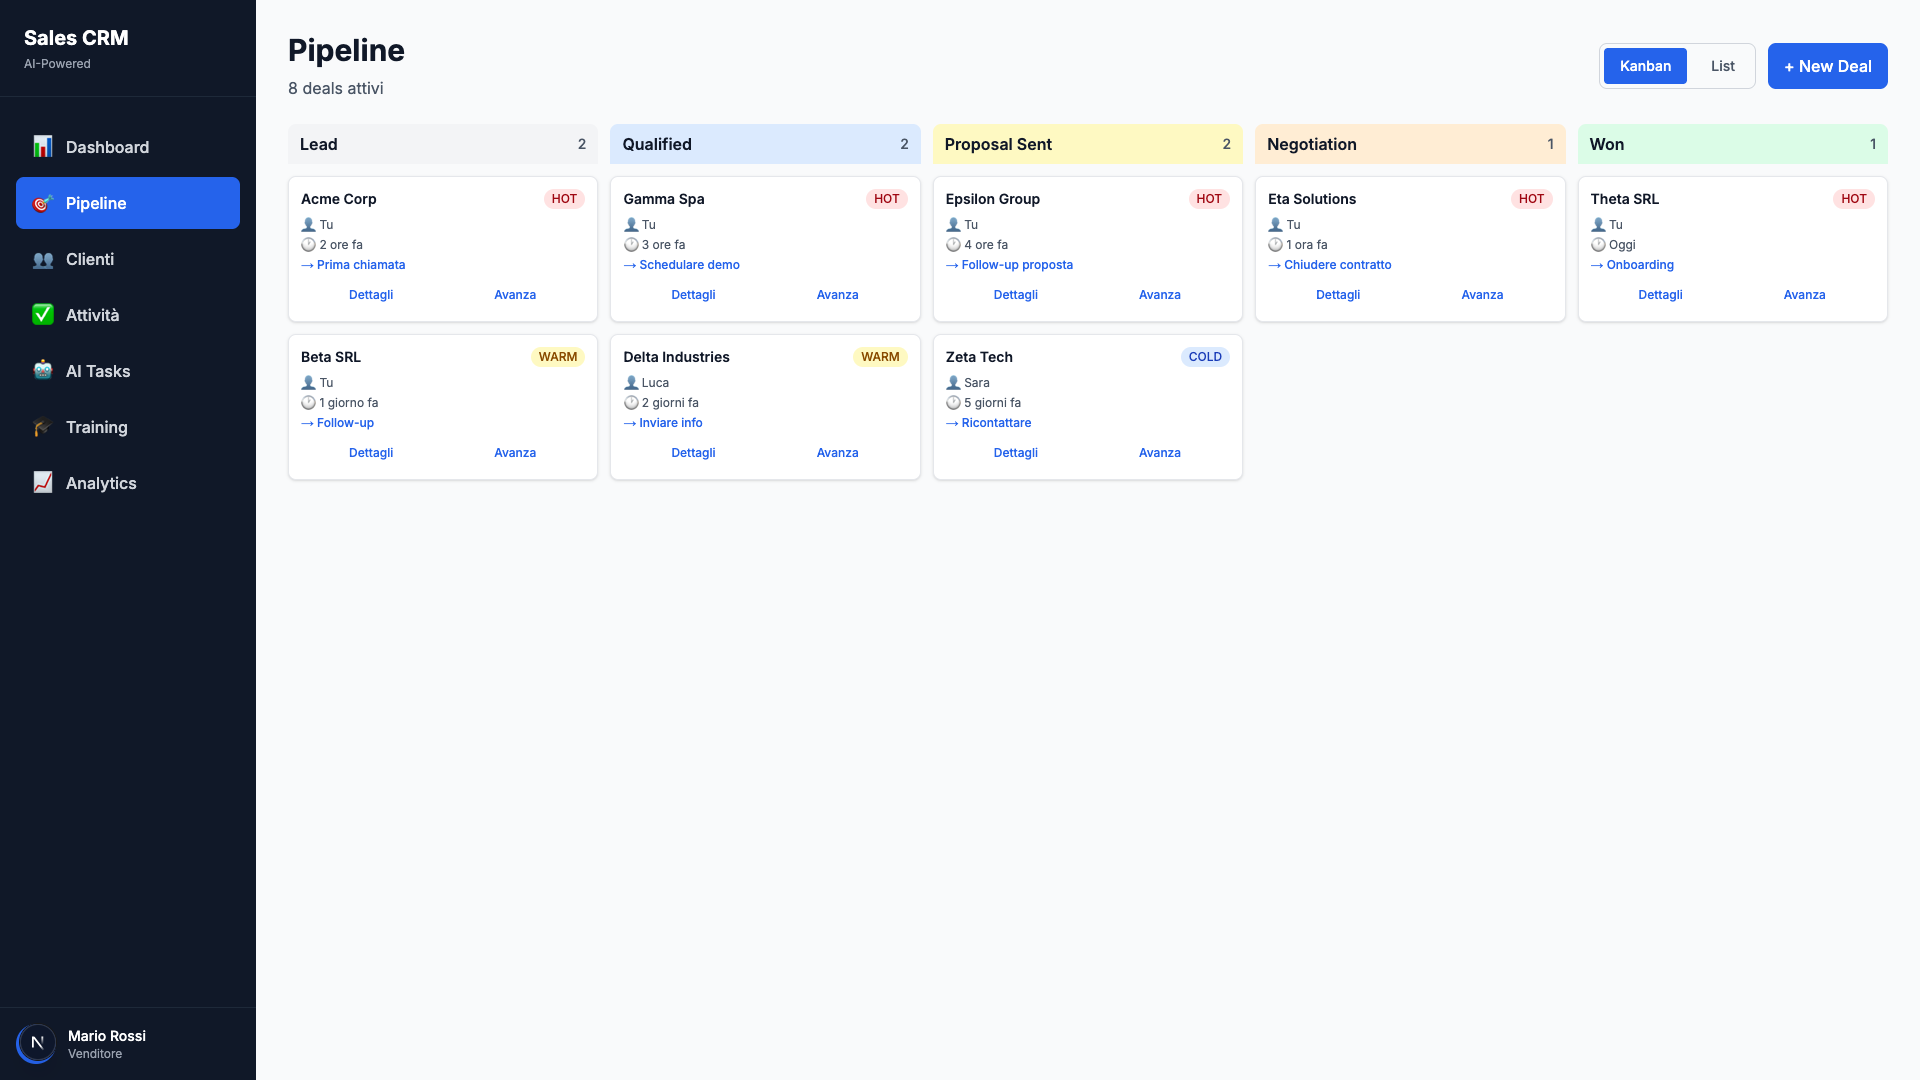 Sales CRM
AI-Powered
Dashboard
Pipeline
Clienti
Attività
AI Tasks
Training
Analytics
N
Mario Rossi
Venditore
Pipeline
8 deals attivi
Kanban
List
+ New Deal
Lead 2
Acme Corp HOT
Tu
2 ore fa
→ Prima chiamata
Dettagli Avanza
Beta SRL WARM
Tu
1 giorno fa
→ Follow-up
Dettagli Avanza
Qualified 2
Gamma Spa HOT
Tu
3 ore fa
→ Schedulare demo
Dettagli Avanza
Delta Industries WARM
Luca
2 giorni fa
→ Inviare info
Dettagli Avanza
Proposal Sent 2
Epsilon Group HOT
Tu
4 ore fa
→ Follow-up proposta
Dettagli Avanza
Zeta Tech COLD
Sara
5 giorni fa
→ Ricontattare
Dettagli Avanza
Negotiation 1
Eta Solutions HOT
Tu
1 ora fa
→ Chiudere contratto
Dettagli Avanza
Won 1
Theta SRL HOT
Tu
Oggi
→ Onboarding
Dettagli Avanza